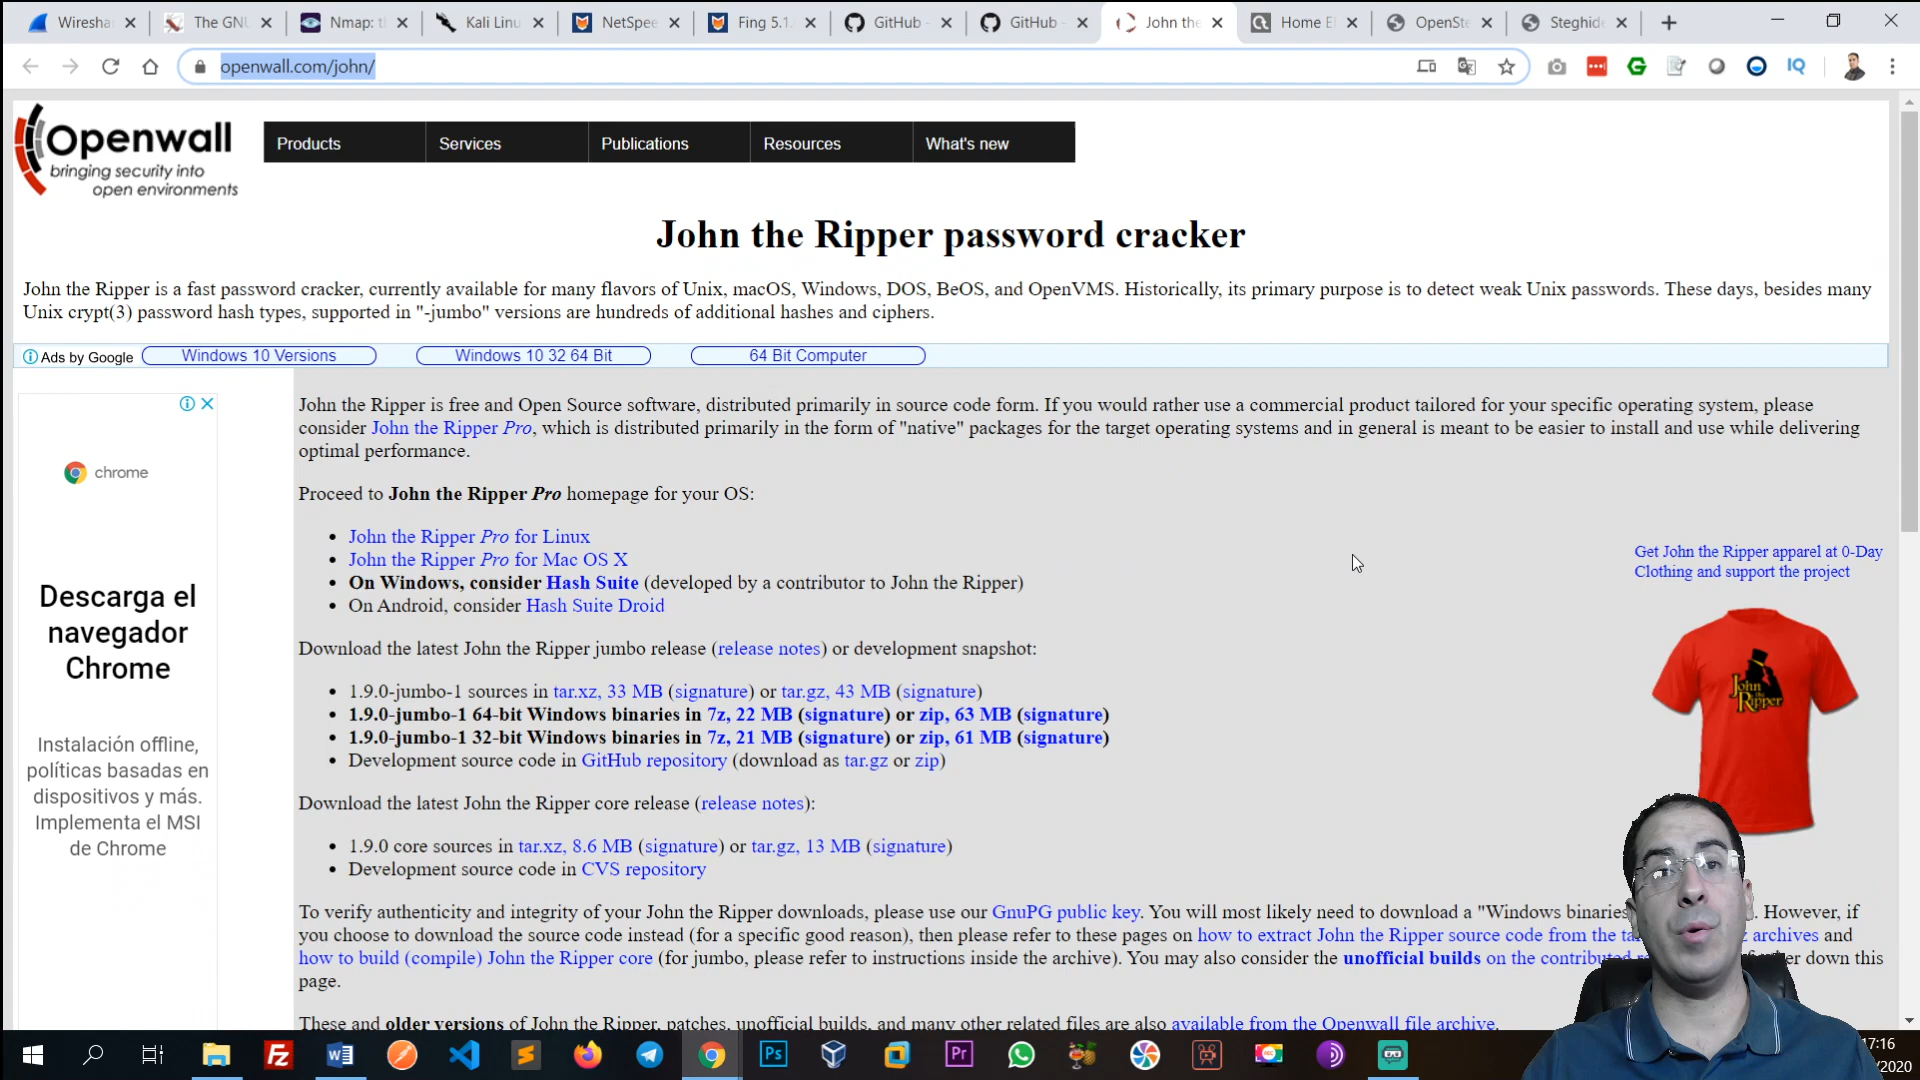 Wiresha
The GNU
Nmap: th
Kali Linu
NetSpee
Fing 5.1.
GitHub -
GitHub -
John the
Home E
OpenSte
Steghide
openwall.com/john/
Openwall
bringing security into
open environments
Products
Services
Publications
Resources
What's new
John the Ripper password cracker
John the Ripper is a fast password cracker, currently available for many flavors of Unix, macOS, Windows, DOS, BeOS, and OpenVMS. Historically, its primary purpose is to detect weak Unix passwords. These days, besides many
Unix crypt(3) password hash types, supported in "-jumbo" versions are hundreds of additional hashes and ciphers.
Ads by Google
Windows 10 Versions
Windows 10 32 64 Bit
64 Bit Computer
chrome
Descarga el
navegador
Chrome
Instalación offline,
políticas basadas en
dispositivos y más.
Implementa el MSI
de Chrome
John the Ripper is free and Open Source software, distributed primarily in source code form. If you would rather use a commercial product tailored for your specific operating system, please
consider John the Ripper Pro, which is distributed primarily in the form of "native" packages for the target operating systems and in general is meant to be easier to install and use while delivering
optimal performance.
Proceed to John the Ripper Pro homepage for your OS:
• John the Ripper Pro for Linux
• John the Ripper Pro for Mac OS X
• On Windows, consider Hash Suite (developed by a contributor to John the Ripper)
• On Android, consider Hash Suite Droid
Get John the Ripper apparel at 0-Day
Clothing and support the project
John
the
Ripper
Download the latest John the Ripper jumbo release (release notes) or development snapshot:
• 1.9.0-jumbo-1 sources in tar.xz, 33 MB (signature) or tar.gz, 43 MB (signature)
• 1.9.0-jumbo-1 64-bit Windows binaries in 7z, 22 MB (signature) or zip, 63 MB (signature)
• 1.9.0-jumbo-1 32-bit Windows binaries in 7z, 21 MB (signature) or zip, 61 MB (signature)
• Development source code in GitHub repository (download as tar.gz or zip)
Download the latest John the Ripper core release (release notes):
• 1.9.0 core sources in tar.xz, 8.6 MB (signature) or tar.gz, 13 MB (signature)
• Development source code in CVS repository
To verify authenticity and integrity of your John the Ripper downloads, please use our GnuPG public key. You will most likely need to download a "Windows binaries . However, if
you choose to download the source code instead (for a specific good reason), then please refer to these pages on how to extract John the Ripper source code from the ta z archives and
how to build (compile) John the Ripper core (for jumbo, please refer to instructions inside the archive). You may also consider the unofficial builds on the contributed down this
page.
These and older versions of John the Ripper, patches, unofficial builds, and many other related files are also available from the Openwall file archive.
17:16
/2020